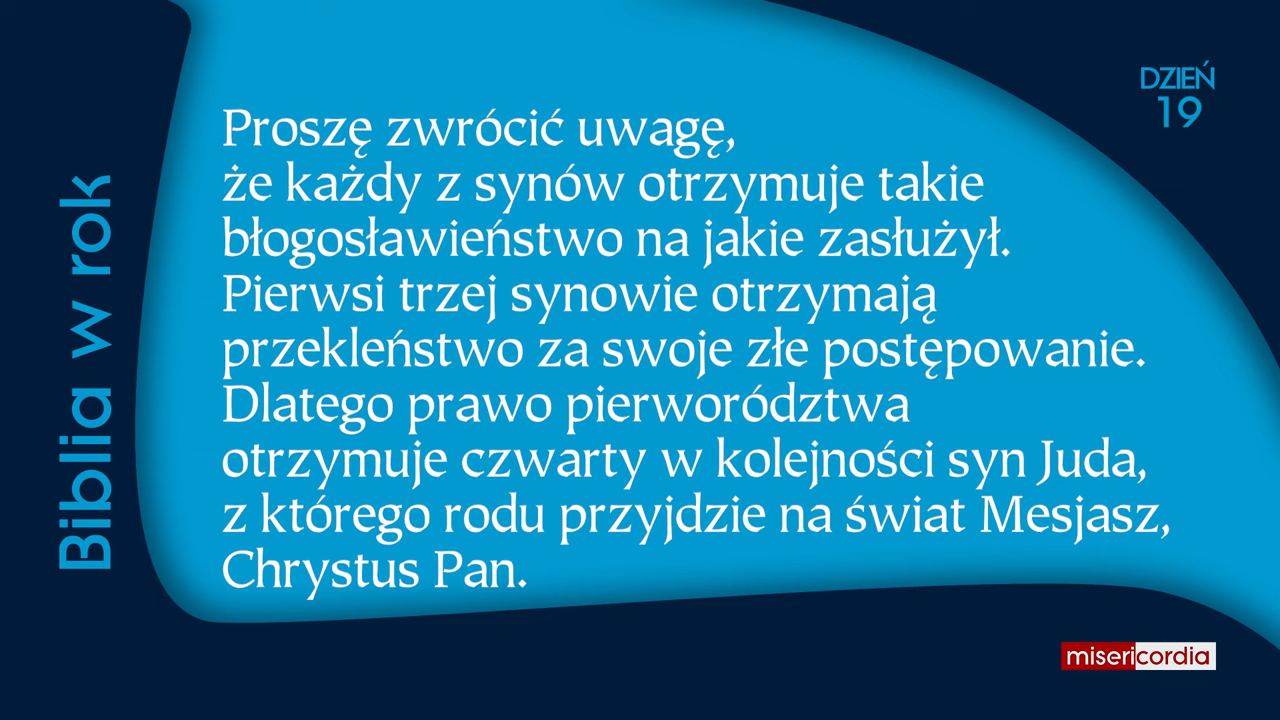 Biblia w rok
DZIEŃ
19
Proszę zwrócić uwagę,
że każdy z synów otrzymuje takie
błogosławieństwo na jakie zasłużył.
Pierwsi trzej synowie otrzymają
przekleństwo za swoje złe postępowanie.
Dlatego prawo pierworództwa
otrzymuje czwarty w kolejności syn Juda,
z którego rodu przyjdzie na świat Mesjasz,
Chrystus Pan.
misericordia